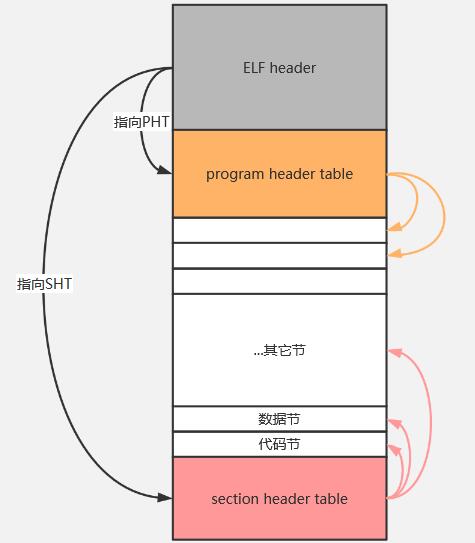 ELF header
指向PHT
program header table
指向SHT
...其它节
数据节
代码节
section header table